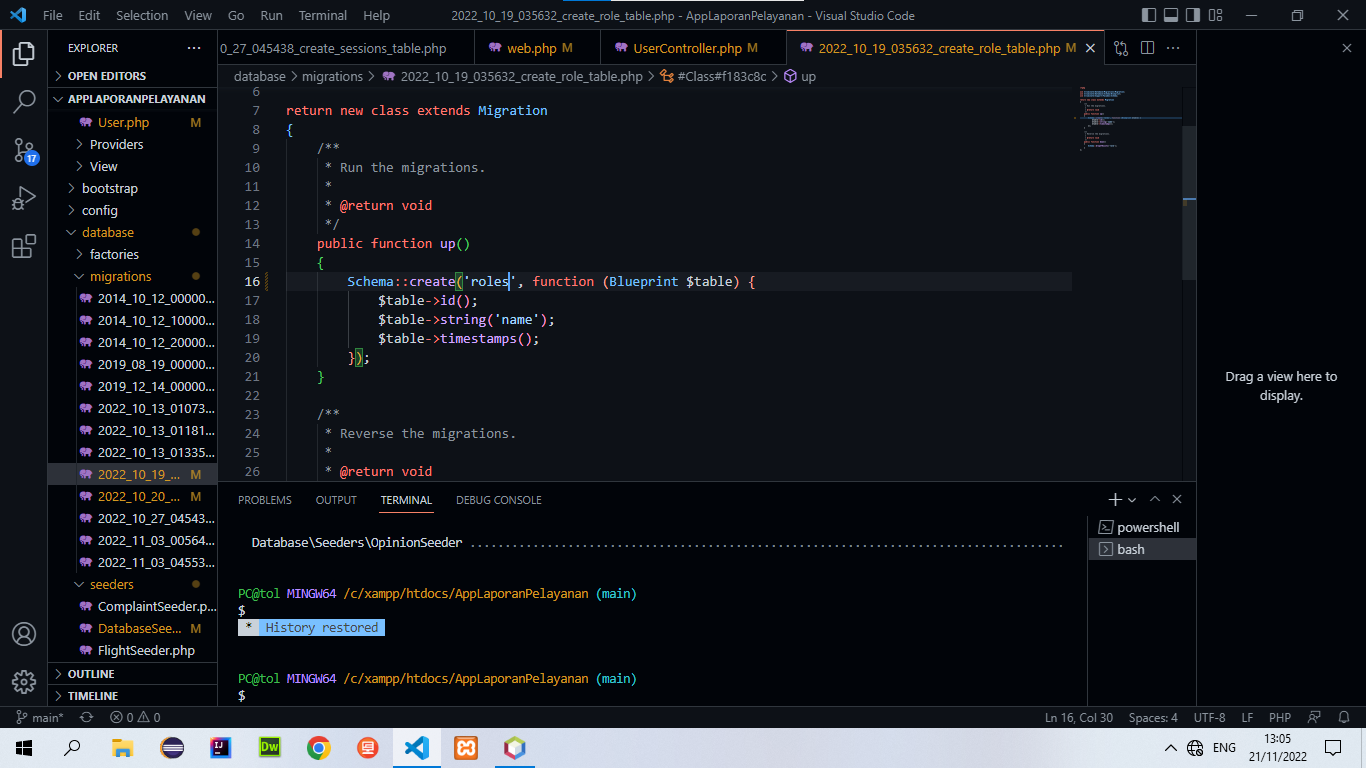 File Edit Selection View Go Run Terminal Help
2022_10_19_035632_create_role_table.php - AppLaporanPelayanan - Visual Studio Code
EXPLORER
0_27_045438_create_sessions_table.php
web.php M
UserController.php M
2022_10_19_035632_create_role_table.php M
OPEN EDITORS
APPLAPORANPELAYANAN
User.php M
Providers
View
bootstrap
config
database
factories
migrations
2014_10_12_00000...
2014_10_12_10000...
2014_10_12_20000...
2019_08_19_00000...
2019_12_14_00000...
2022_10_13_01073...
2022_10_13_01181...
2022_10_13_01335...
2022_10_19_... M
2022_10_20_... M
2022_10_27_04543...
2022_11_03_00564...
2022_11_03_04553...
seeders
ComplaintSeeder.p...
DatabaseSee... M
FlightSeeder.php
OUTLINE
TIMELINE
17
database > migrations > 2022_10_19_035632_create_role_table.php > #Class#f183c8c > up
6
7 return new class extends Migration
8 {
9 /**
10 * Run the migrations.
11 *
12 * @return void
13 */
14 public function up()
15 {
16 Schema::create('roles', function (Blueprint $table) {
17 $table->id();
18 $table->string('name');
19 $table->timestamps();
20 });
21 }
22
23 /**
24 * Reverse the migrations.
25 *
26 * @return void
Drag a view here to
display.
PROBLEMS OUTPUT TERMINAL DEBUG CONSOLE
powershell
bash
Database\Seeders\OpinionSeeder ..............................................................................
PC@tol MINGW64 /c/xampp/htdocs/AppLaporanPelayanan (main)
$
* History restored
PC@tol MINGW64 /c/xampp/htdocs/AppLaporanPelayanan (main)
$
main* 0 0
Ln 16, Col 30 Spaces: 4 UTF-8 LF PHP
IJ
Dw
ENG
13:05
21/11/2022